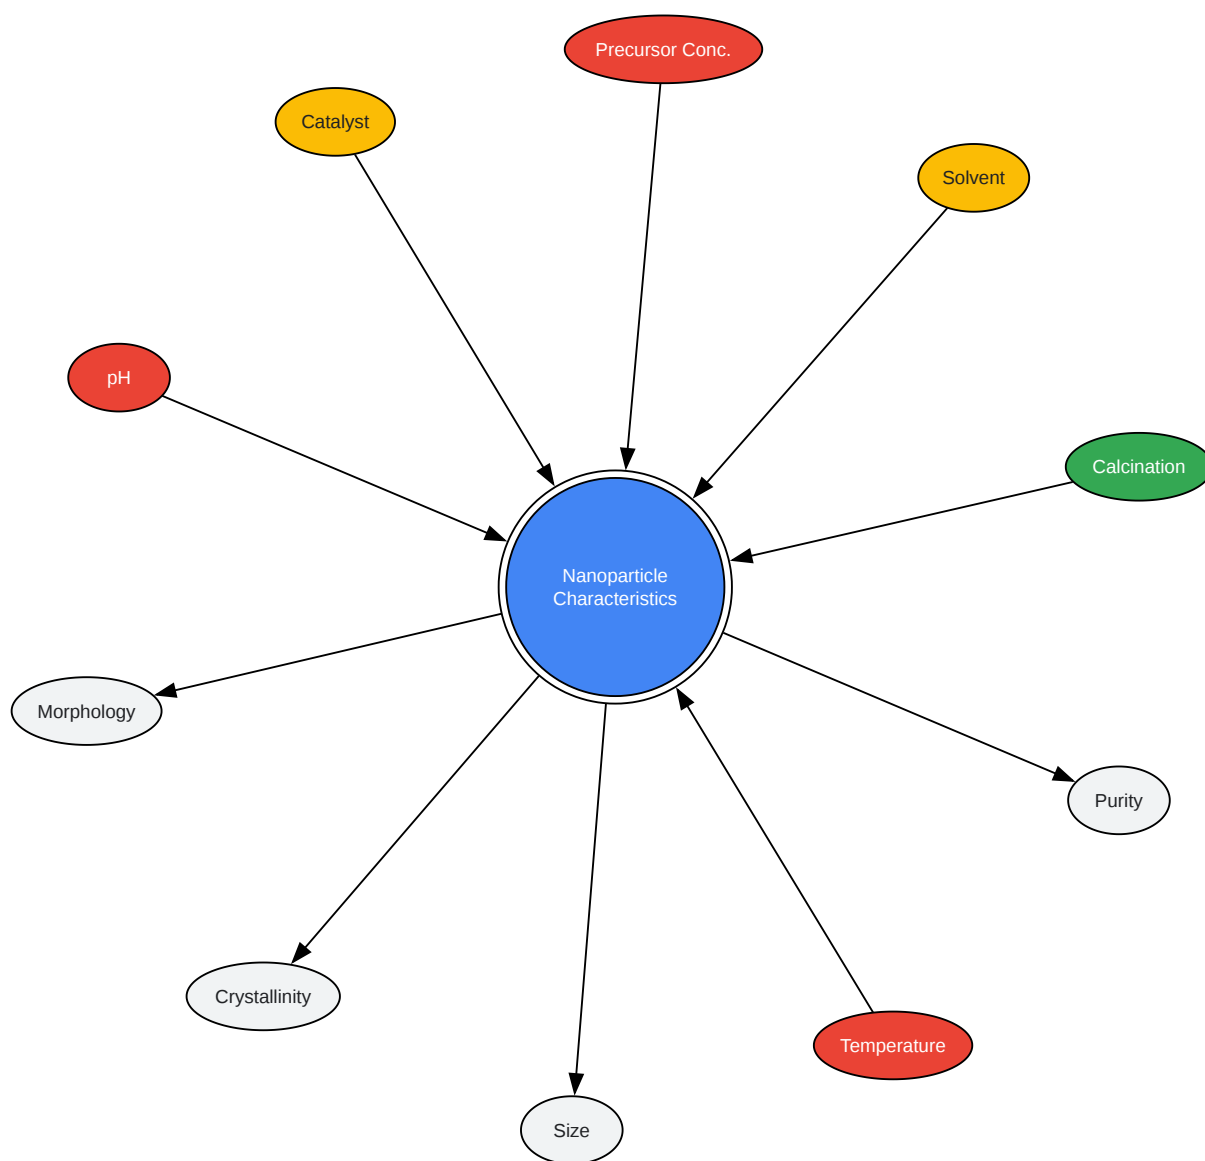 Precursor Conc.
Catalyst
Solvent
pH
Calcination
Nanoparticle
Characteristics
Morphology
Purity
Crystallinity
Temperature
Size